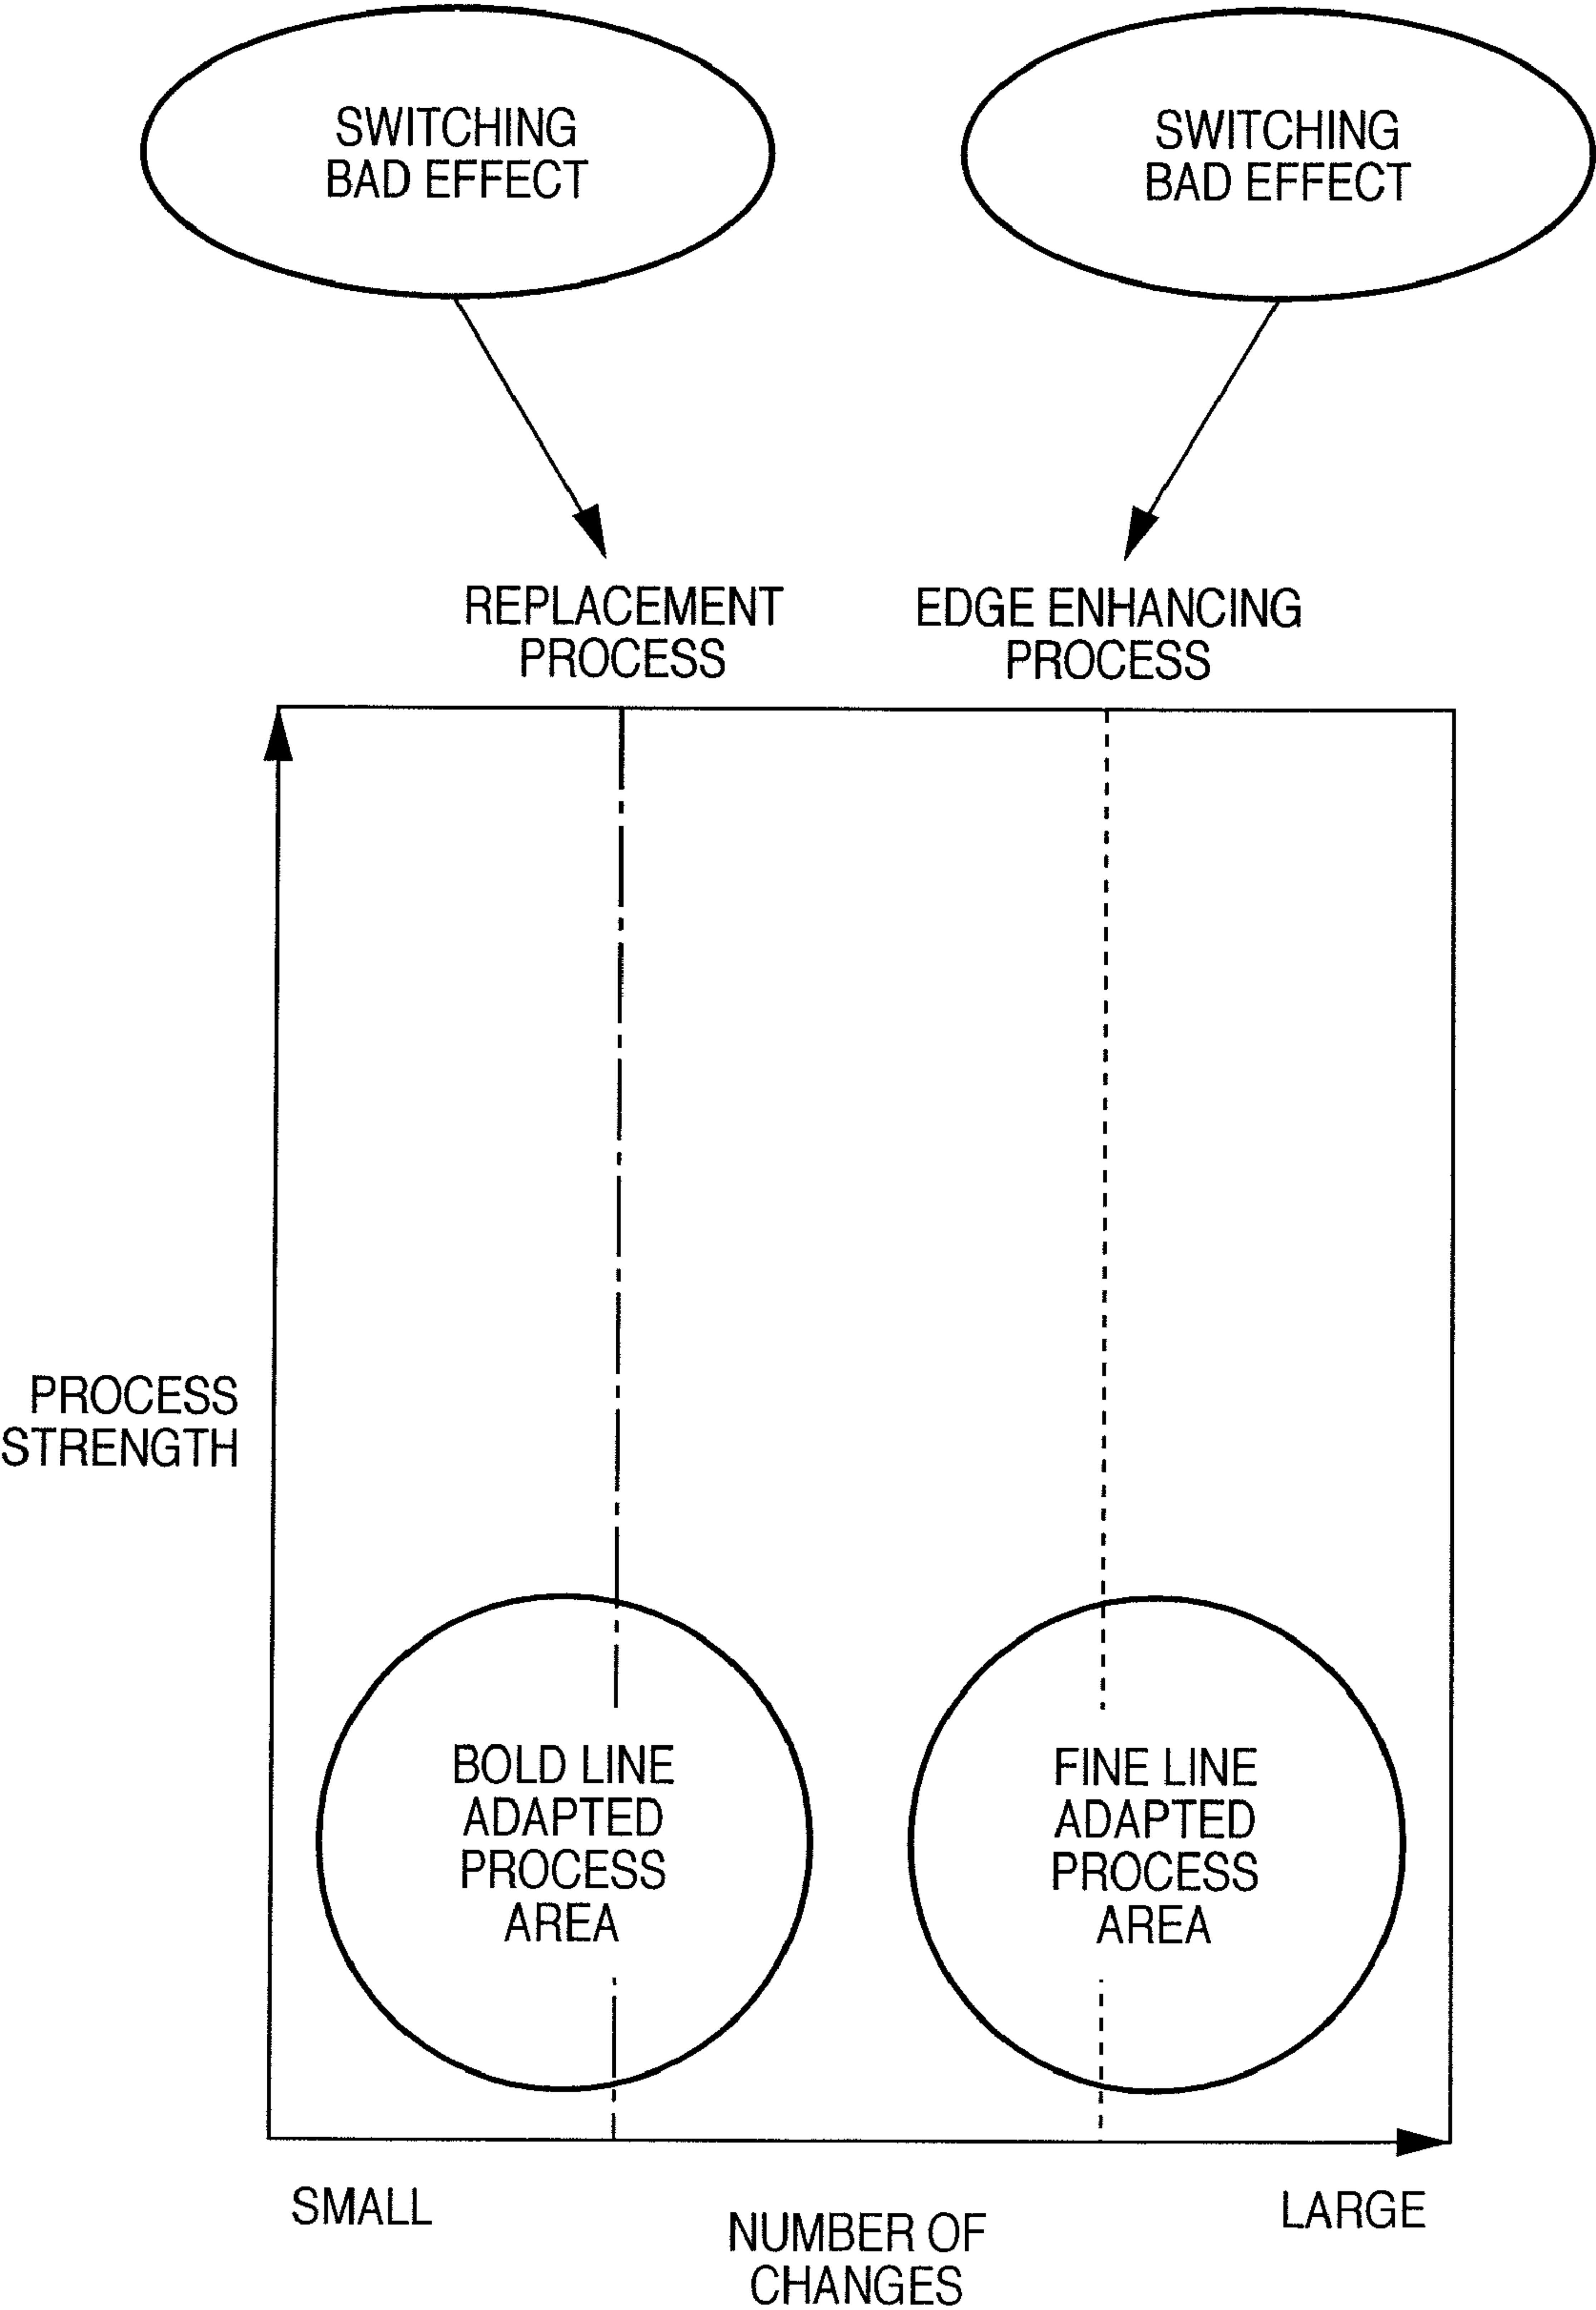 SWITCHING
BAD EFFECT
SWITCHING
BAD EFFECT
REPLACEMENT
PROCESS
EDGE ENHANCING
PROCESS
PROCESS
STRENGTH
BOLD LINE
ADAPTED
PROCESS
AREA
FINE LINE
ADAPTED
PROCESS
AREA
SMALL
NUMBER OF
CHANGES
LARGE